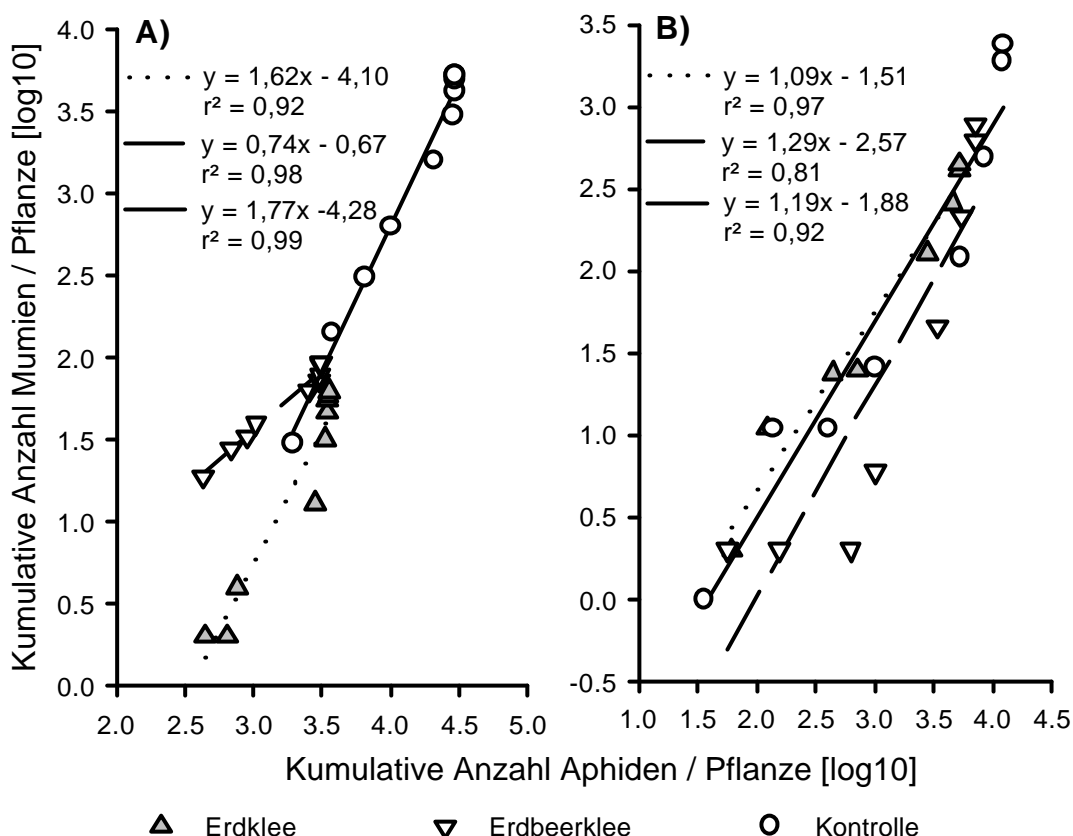 A)
y = 1,62x - 4,10
r² = 0,92
y = 0,74x - 0,67
r² = 0,98
y = 1,77x -4,28
r² = 0,99
B)
y = 1,09x - 1,51
r² = 0,97
y = 1,29x - 2,57
r² = 0,81
y = 1,19x - 1,88
r² = 0,92
Kumulative Anzahl Mumien / Pflanze [log10]
4.0
3.5
3.0
2.5
2.0
1.5
1.0
0.5
0.0
2.0 2.5 3.0 3.5 4.0 4.5 5.0
3.5
3.0
2.5
2.0
1.5
1.0
0.5
0.0
-0.5
1.0 1.5 2.0 2.5 3.0 3.5 4.0 4.5
Kumulative Anzahl Aphiden / Pflanze [log10]
Erdklee Erdbeerklee Kontrolle